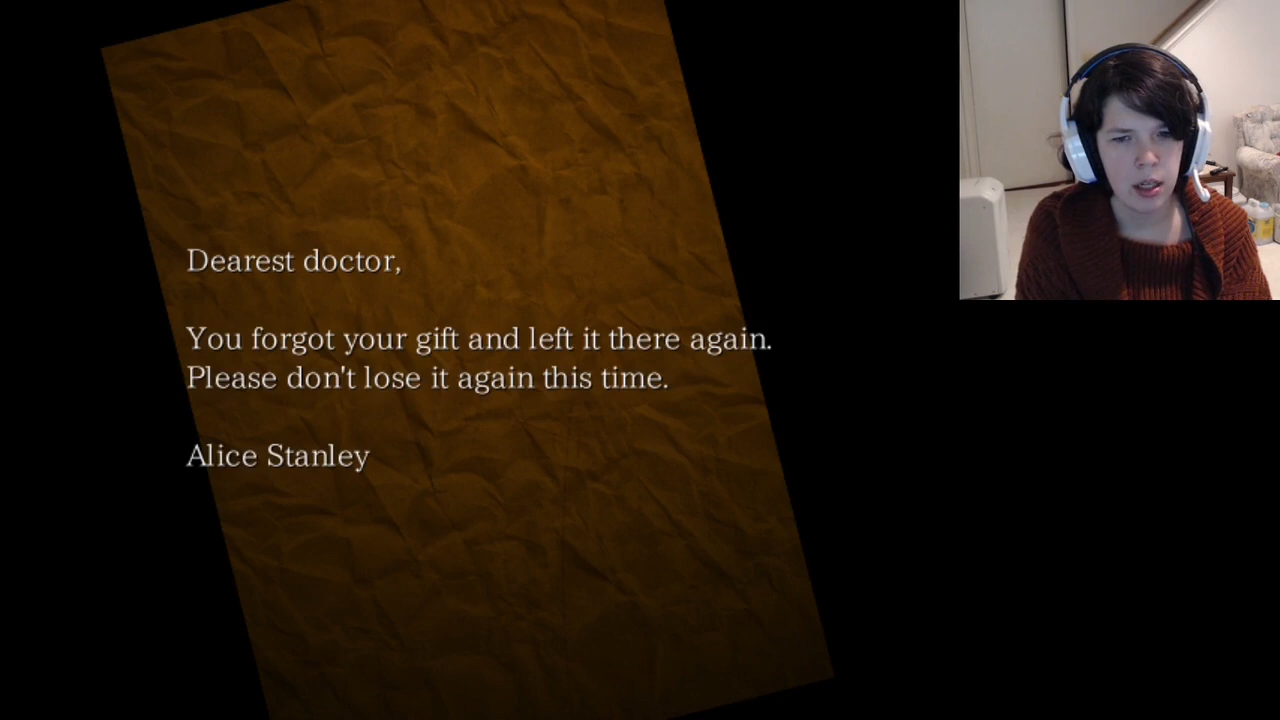 Dearest doctor,
You forgot your gift and left it there again.
Please don't lose it again this time.
Alice Stanley